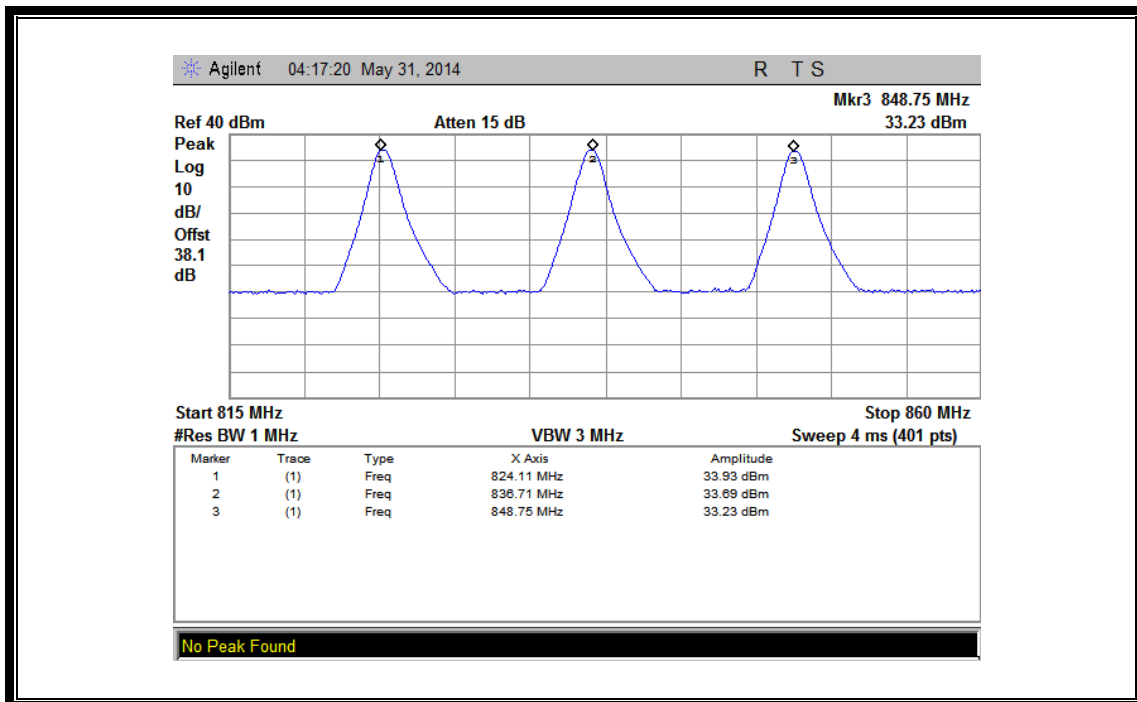 Agilent 04:17:20 May 31, 2014 R T S
Mkr3 848.75 MHz
Ref 40 dBm Atten 15 dB 33.23 dBm
Peak
Log
10
dB/
Offst
38.1
dB
1 2 3
Start 815 MHz Stop 860 MHz
#Res BW 1 MHz VBW 3 MHz Sweep 4 ms (401 pts)
Marker Trace Type X Axis Amplitude
1 (1) Freq 824.11 MHz 33.93 dBm
2 (1) Freq 836.71 MHz 33.69 dBm
3 (1) Freq 848.75 MHz 33.23 dBm
No Peak Found